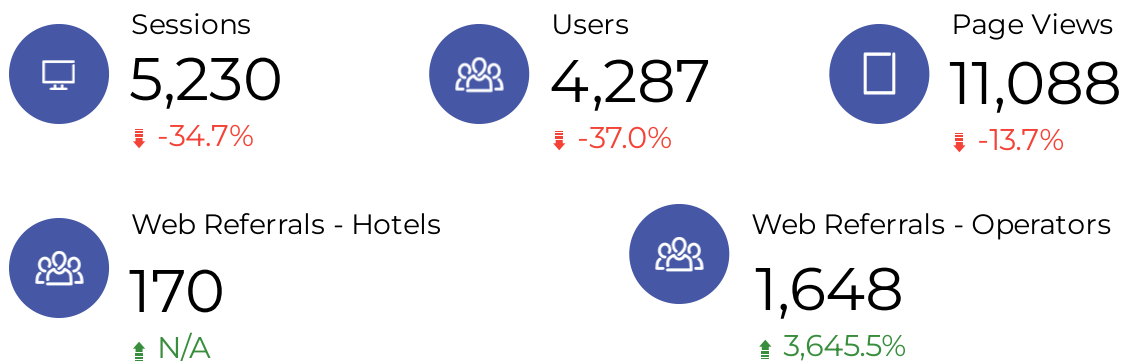 Sessions
5,230
-34.7%
Users
4,287
-37.0%
Page Views
11,088
-13.7%
Web Referrals - Hotels
170
N/A
Web Referrals - Operators
1,648
3,645.5%